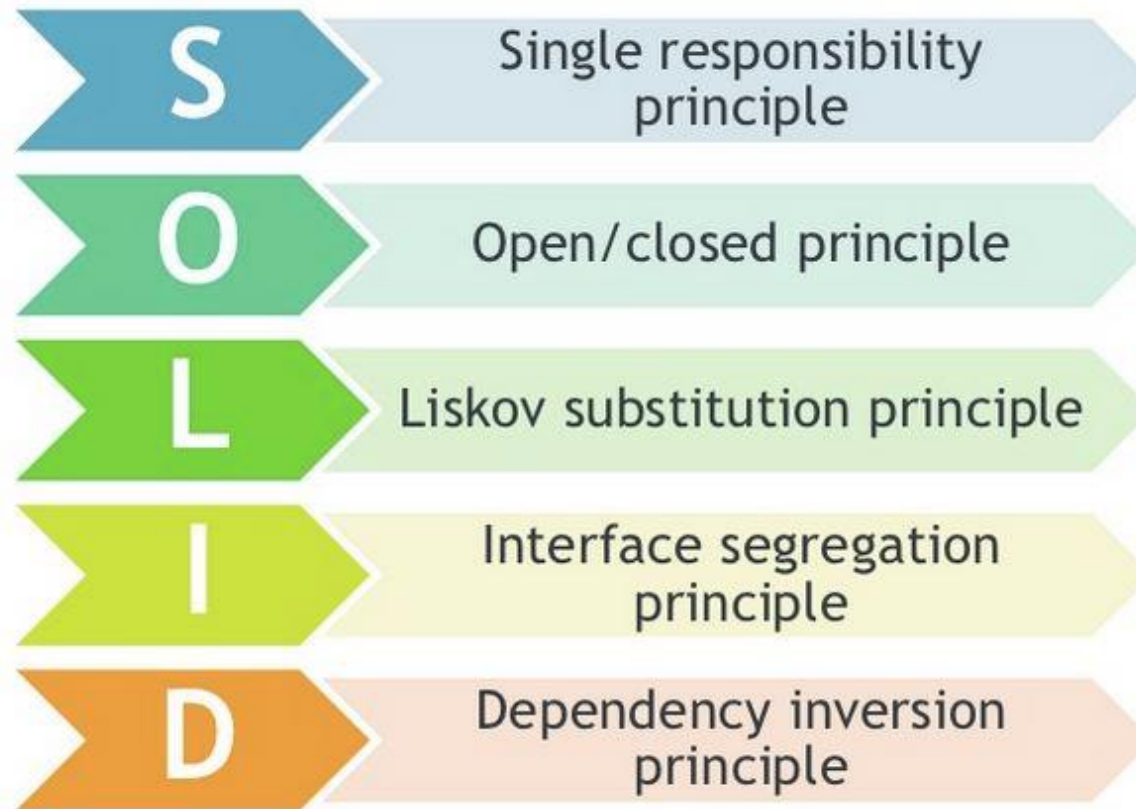 S
Single responsibility
principle
O
Open/closed principle
L
Liskov substitution principle
I
Interface segregation
principle
D
Dependency inversion
principle